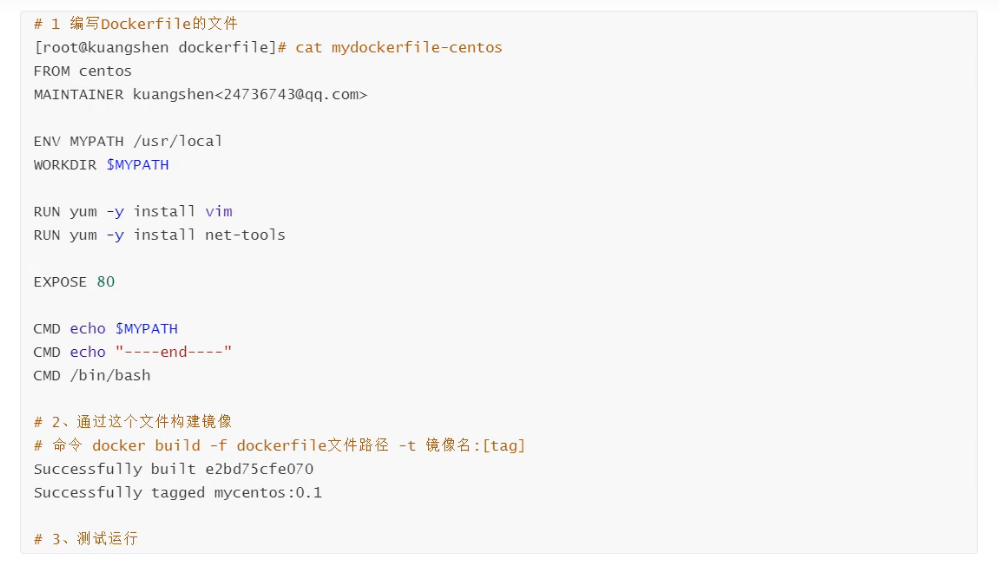 # 1 编写Dockerfile的文件
[root@kuangshen dockerfile]# cat mydockerfile-centos
FROM centos
MAINTAINER kuangshen<24736743@qq.com>
ENV MYPATH /usr/local
WORKDIR $MYPATH
RUN yum -y install vim
RUN yum -y install net-tools
EXPOSE 80
CMD echo $MYPATH
CMD echo "----end----"
CMD /bin/bash
# 2、通过这个文件构建镜像
# 命令 docker build -f dockerfile文件路径 -t 镜像名:[tag]
Successfully built e2bd75cfe070
Successfully tagged mycentos:0.1
# 3、测试运行